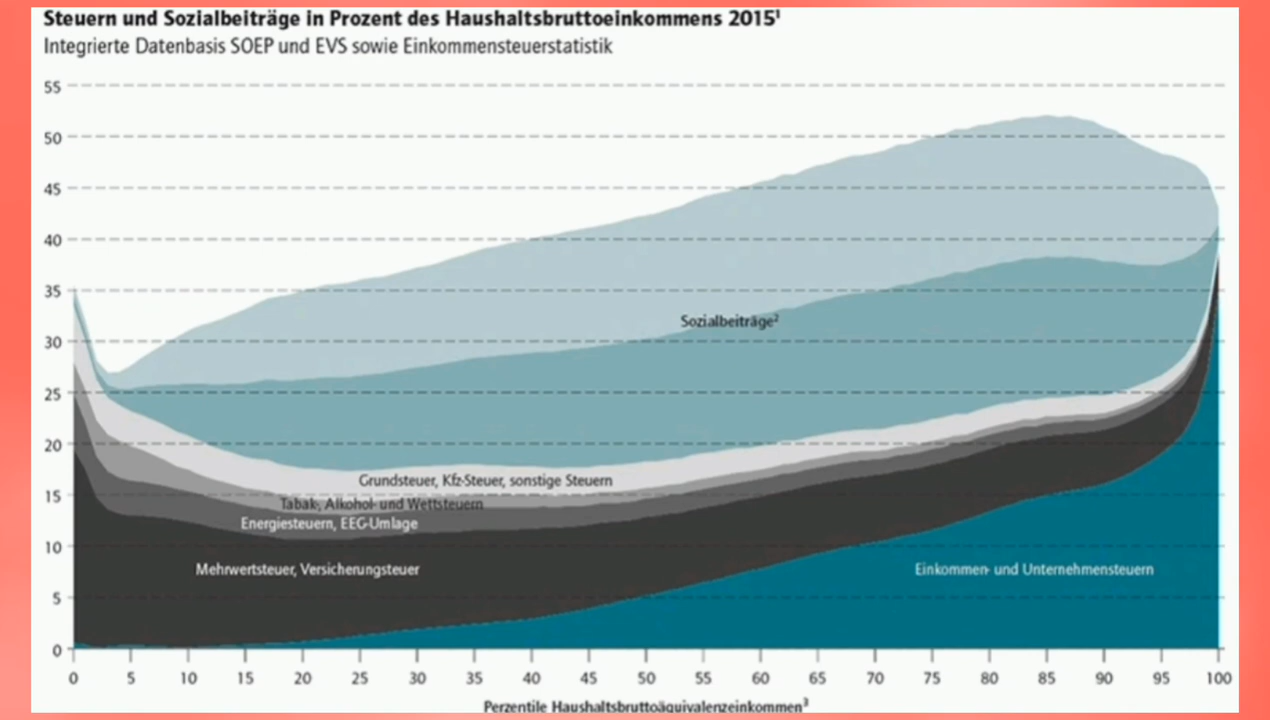 Steuern und Sozialbeiträge in Prozent des Haushaltsbruttoeinkommens 2015¹
Integrierte Datenbasis SOEP und EVS sowie Einkommensteuerstatistik
55
50
45
40
35
30
25
20
15
10
5
0
Sozialbeiträge²
Grundsteuer, Kfz-Steuer, sonstige Steuern
Tabak-, Alkohol- und Wettsteuern
Energiesteuern, EEG-Umlage
Mehrwertsteuer, Versicherungsteuer
Einkommen- und Unternehmensteuern
0 5 10 15 20 25 30 35 40 45 50 55 60 65 70 75 80 85 90 95 100
Perzentile Haushaltsbruttoäquivalenzeinkommen³